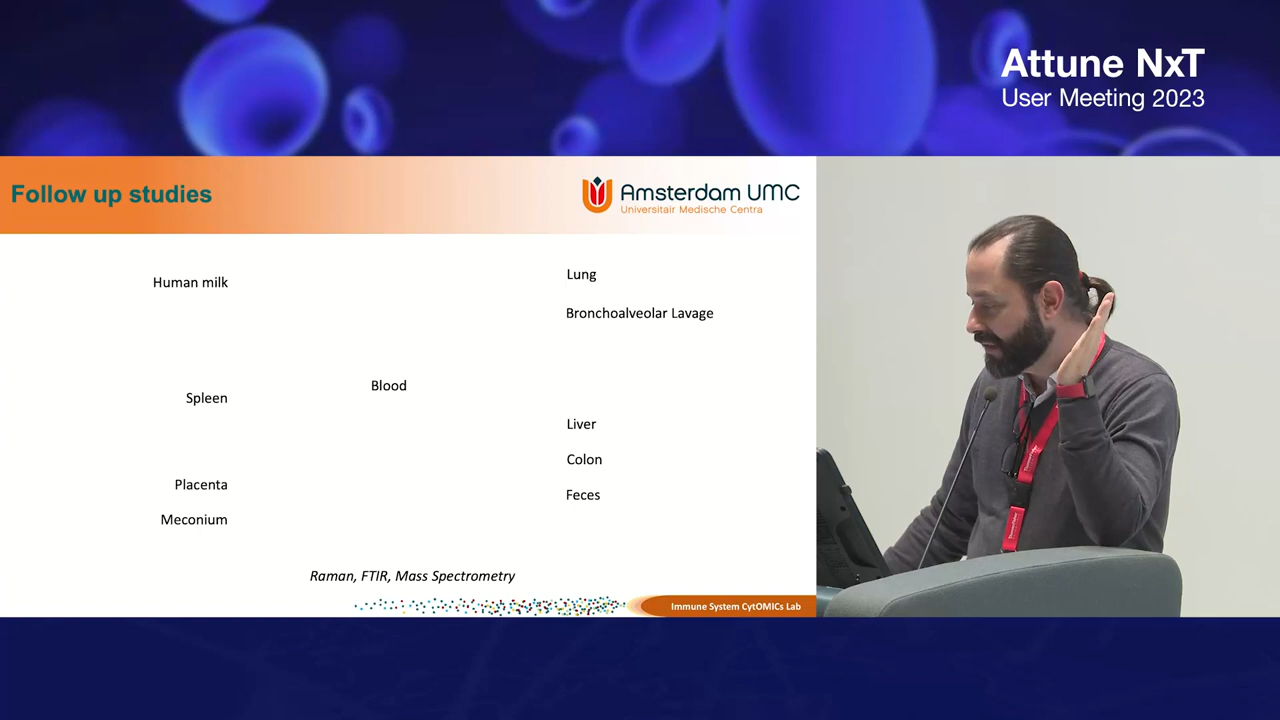 Attune NxT
User Meeting 2023
Follow up studies
Amsterdam UMC
Universitair Medische Centra
Human milk
Lung
Bronchoalveolar Lavage
Blood
Spleen
Liver
Colon
Placenta
Feces
Meconium
Raman, FTIR, Mass Spectrometry
Immune System CytOMICs Lab